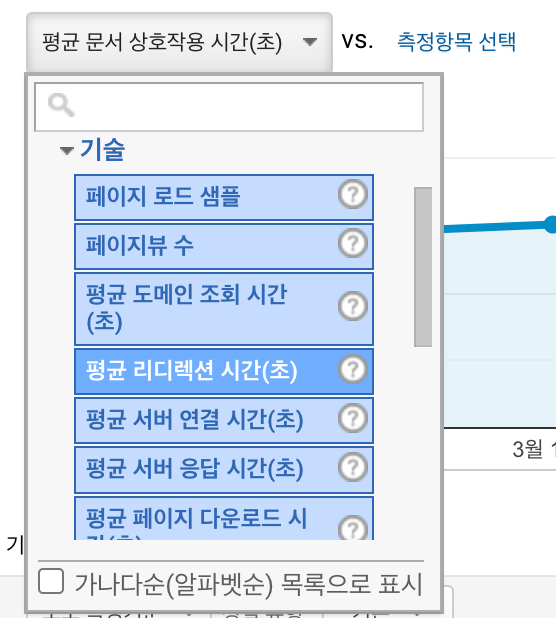 평균 문서 상호작용 시간(초)
VS.
측정항목 선택
기술
페이지 로드 샘플
?
페이지뷰 수
?
평균 도메인 조회 시간
(초)
?
평균 리디렉션 시간(초)
?
평균 서버 연결 시간(초)
?
평균 서버 응답 시간(초)
?
평균 페이지 다운로드 시
간(초)
?
3월 1
기
가나다순(알파벳순) 목록으로 표시